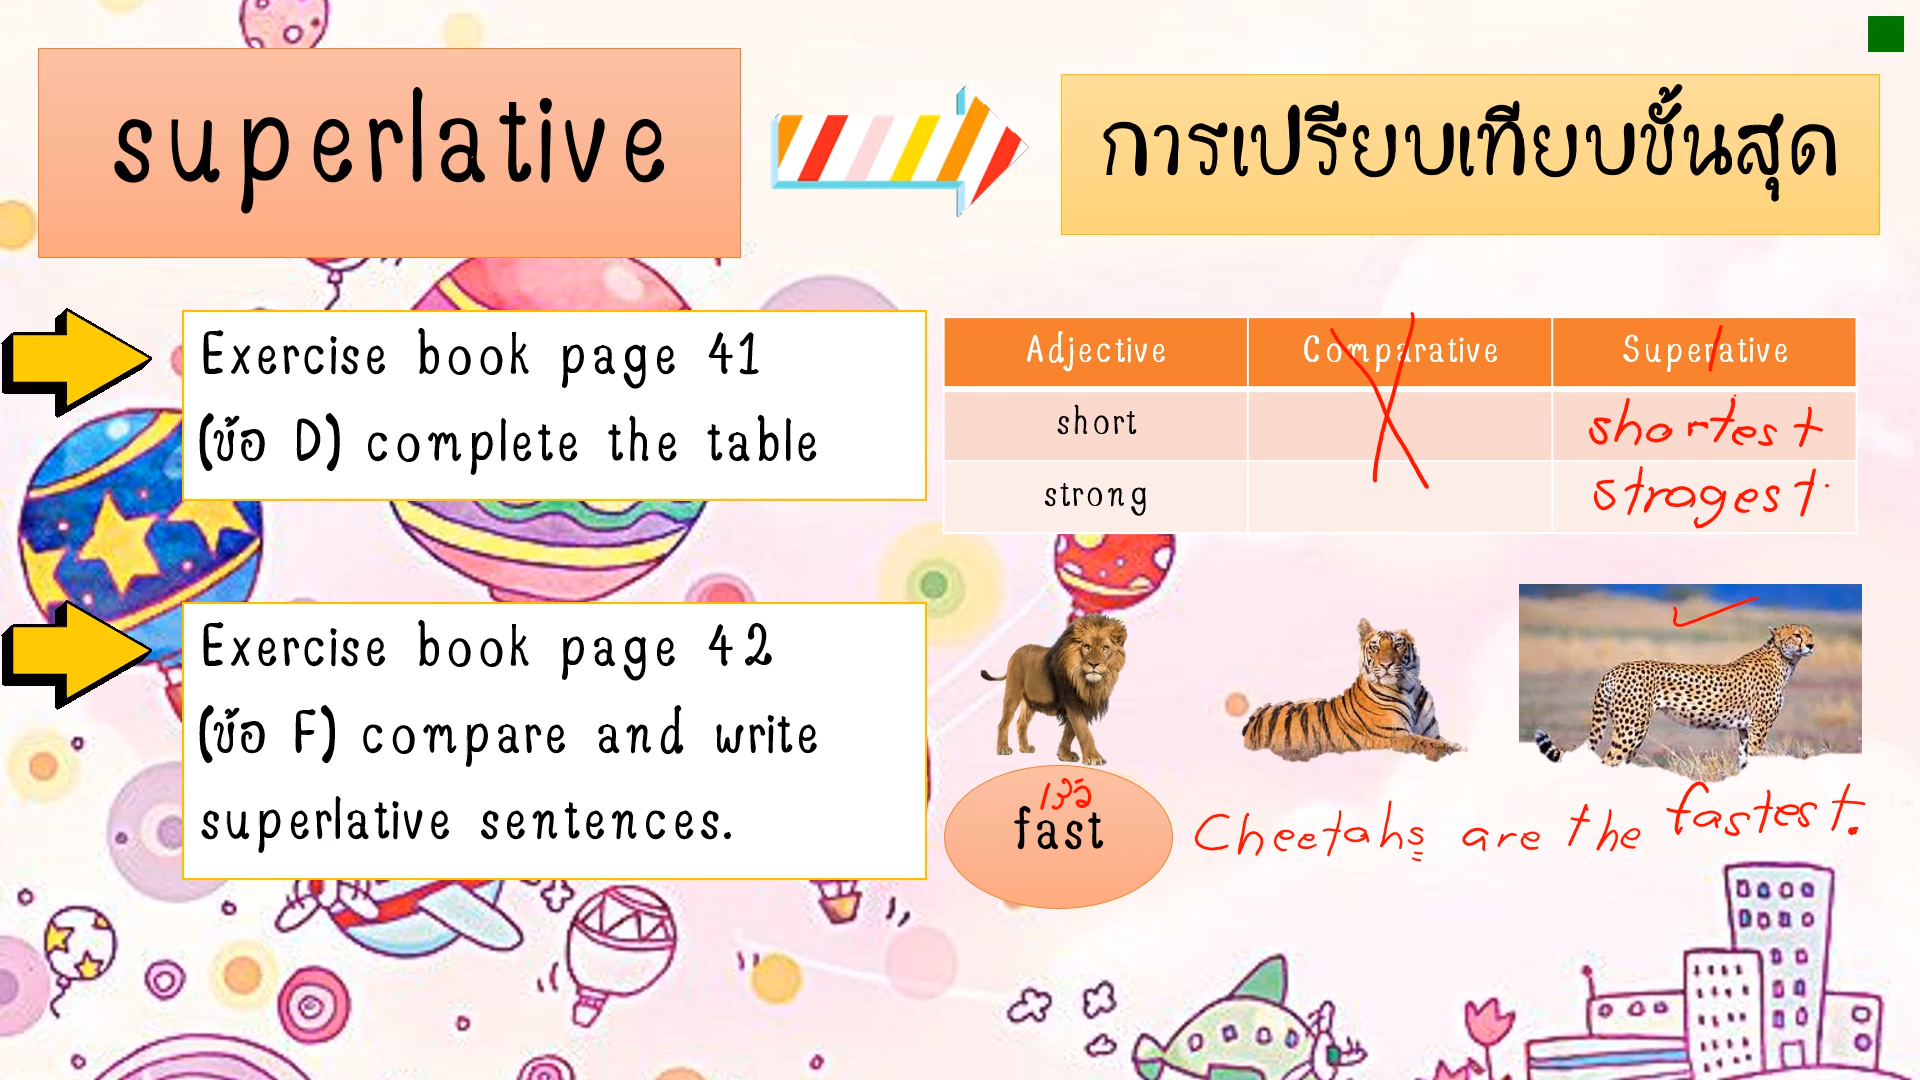 superlative
การเปรียบเทียบขั้นสุด
Exercise book page 41
(ข้อ D) complete the table
Exercise book page 42
(ข้อ F) compare and write
superlative sentences.
Adjective Comparative Superlative
short shortest
strong stragest
เร็ว
fast
Cheetahs are the fastest.